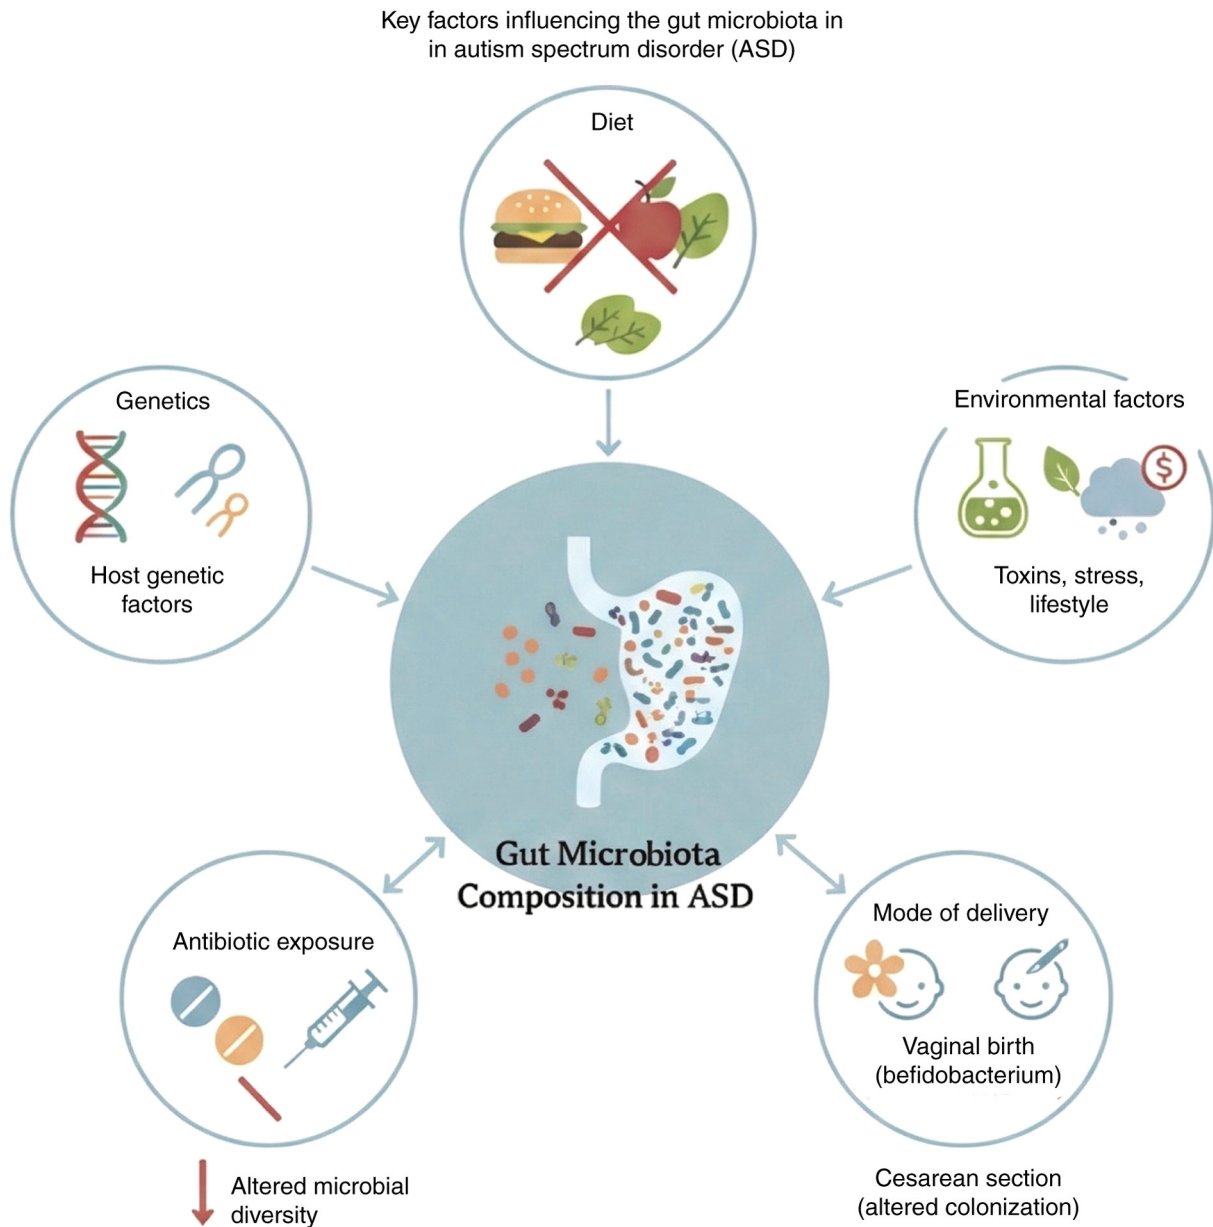 Key factors influencing the gut microbiota in
in autism spectrum disorder (ASD)
Diet
Genetics
Host genetic
factors
Environmental factors
$
Toxins, stress,
lifestyle
Gut Microbiota
Composition in ASD
Antibiotic exposure
Altered microbial
diversity
Mode of delivery
Vaginal birth
(befidobacterium)
Cesarean section
(altered colonization)